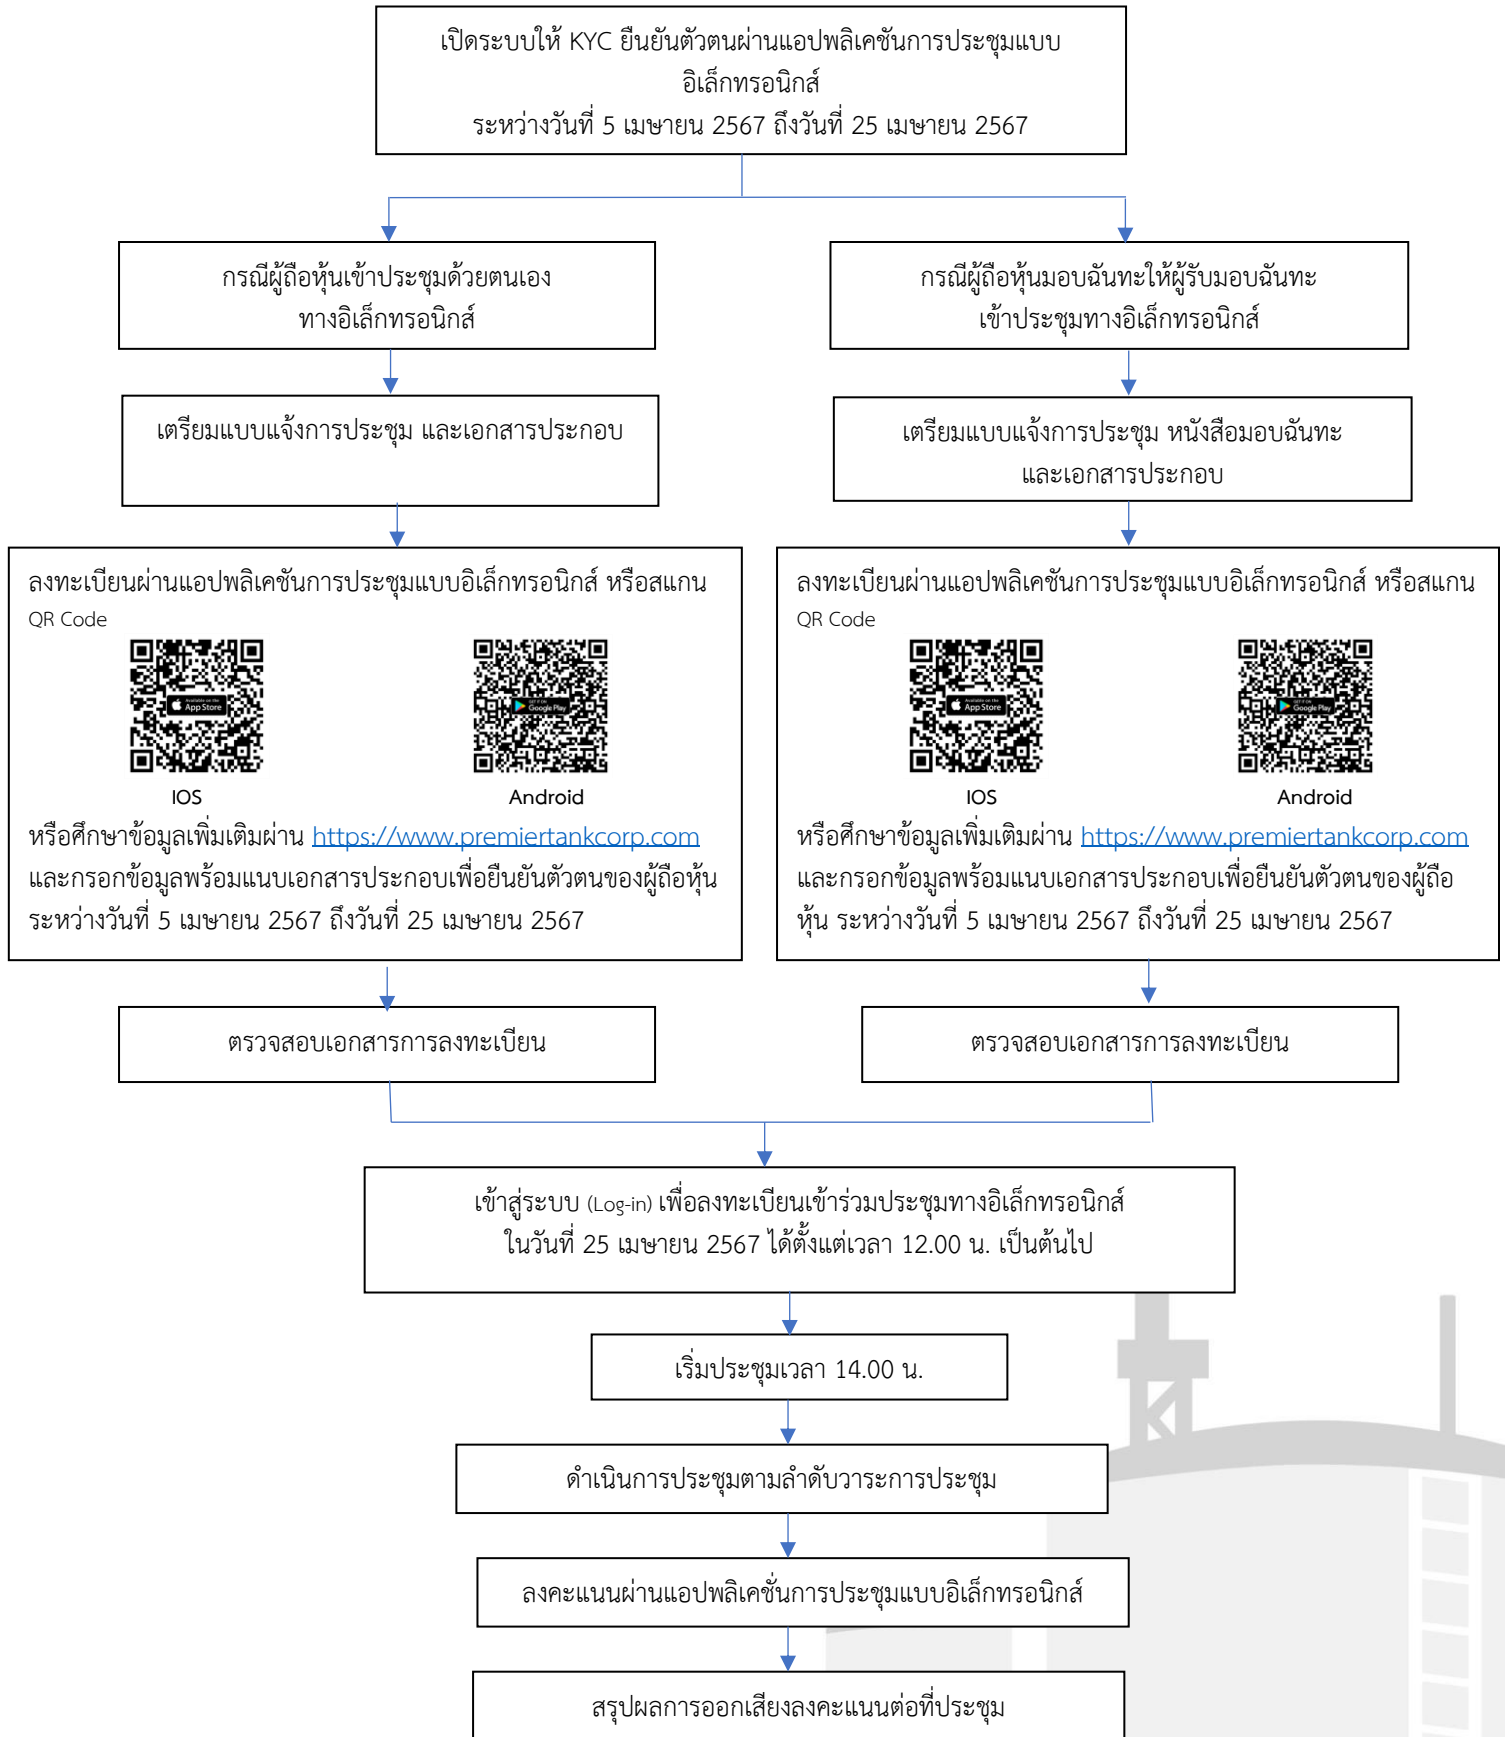 เปิดระบบให้ KYC ยืนยันตัวตนผ่านแอปพลิเคชันการประชุมแบบ
อิเล็กทรอนิกส์
ระหว่างวันที่ 5 เมษายน 2567 ถึงวันที่ 25 เมษายน 2567
กรณีผู้ถือหุ้นเข้าประชุมด้วยตนเอง
ทางอิเล็กทรอนิกส์
กรณีผู้ถือหุ้นมอบฉันทะให้ผู้รับมอบฉันทะ
เข้าประชุมทางอิเล็กทรอนิกส์
เตรียมแบบแจ้งการประชุม และเอกสารประกอบ
เตรียมแบบแจ้งการประชุม หนังสือมอบฉันทะ
และเอกสารประกอบ
ลงทะเบียนผ่านแอปพลิเคชันการประชุมแบบอิเล็กทรอนิกส์ หรือสแกน
QR Code
Available on the
App Store
GET IT ON
Google Play
IOS
Android
หรือศึกษาข้อมูลเพิ่มเติมผ่าน https://www.premiertankcorp.com
และกรอกข้อมูลพร้อมแนบเอกสารประกอบเพื่อยืนยันตัวตนของผู้ถือหุ้น
ระหว่างวันที่ 5 เมษายน 2567 ถึงวันที่ 25 เมษายน 2567
ลงทะเบียนผ่านแอปพลิเคชันการประชุมแบบอิเล็กทรอนิกส์ หรือสแกน
QR Code
Available on the
App Store
GET IT ON
Google Play
IOS
Android
หรือศึกษาข้อมูลเพิ่มเติมผ่าน https://www.premiertankcorp.com
และกรอกข้อมูลพร้อมแนบเอกสารประกอบเพื่อยืนยันตัวตนของผู้ถือ
หุ้น ระหว่างวันที่ 5 เมษายน 2567 ถึงวันที่ 25 เมษายน 2567
ตรวจสอบเอกสารการลงทะเบียน
ตรวจสอบเอกสารการลงทะเบียน
เข้าสู่ระบบ (Log-in) เพื่อลงทะเบียนเข้าร่วมประชุมทางอิเล็กทรอนิกส์
ในวันที่ 25 เมษายน 2567 ได้ตั้งแต่เวลา 12.00 น. เป็นต้นไป
เริ่มประชุมเวลา 14.00 น.
ดำเนินการประชุมตามลำดับวาระการประชุม
ลงคะแนนผ่านแอปพลิเคชั่นการประชุมแบบอิเล็กทรอนิกส์
สรุปผลการออกเสียงลงคะแนนต่อที่ประชุม